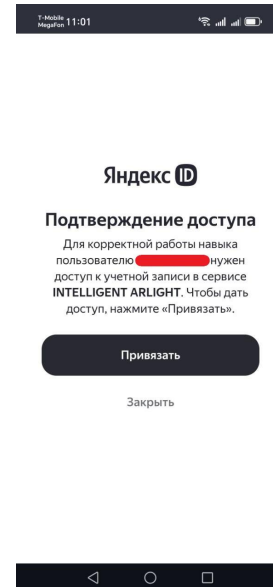 T-Mobile
MegaFon 11:01
Яндекс ID
Подтверждение доступа
Для корректной работы навыка
пользователю нужен
доступ к учетной записи в сервисе
INTELLIGENT ARLIGHT. Чтобы дать
доступ, нажмите «Привязать».
Привязать
Закрыть